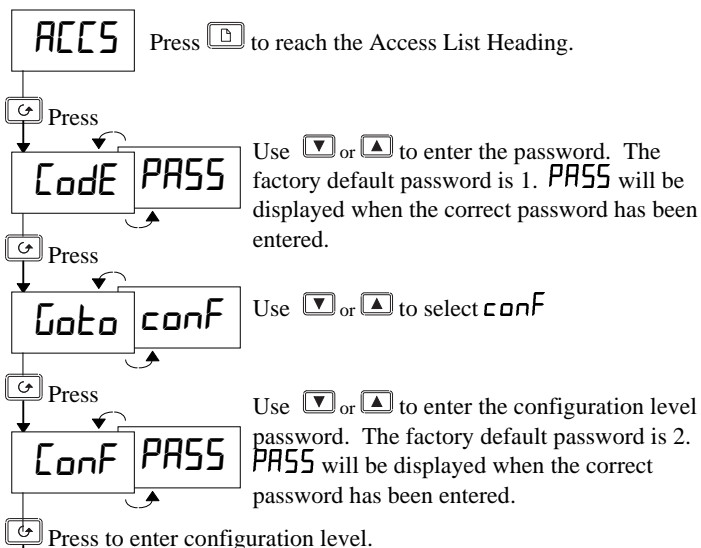 ACCS
Press to reach the Access List Heading.
Press
CodE PASS
Use or to enter the password. The
factory default password is 1. PASS will be
displayed when the correct password has been
entered.
Press
Goto conF
Use or to select conF
Press
ConF PASS
Use or to enter the configuration level
password. The factory default password is 2.
PASS will be displayed when the correct
password has been entered.
Press to enter configuration level.